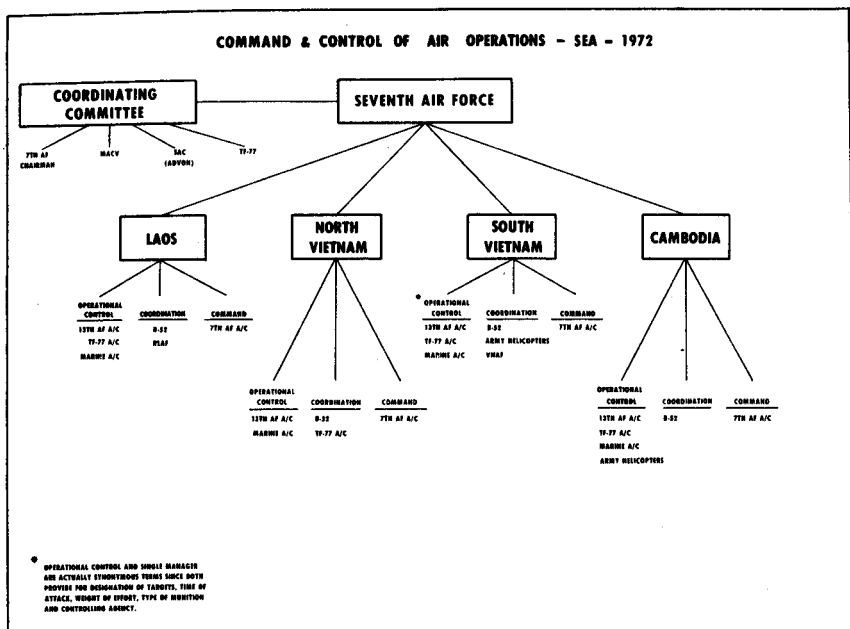 COMMAND & CONTROL OF AIR OPERATIONS - SEA - 1972
COORDINATING
COMMITTEE
SEVENTH AIR FORCE
7TH AF
CHAIRMAN
MACV
SAC
(ADVON)
TF-77
LAOS
NORTH
VIETNAM
SOUTH
VIETNAM
CAMBODIA
OPERATIONAL
CONTROL
13TH AF A/C
TF-77 A/C
MARINE A/C
COORDINATION
B-52
RLAF
COMMAND
7TH AF A/C
OPERATIONAL
CONTROL
13TH AF A/C
MARINE A/C
COORDINATION
B-52
TF-77 A/C
COMMAND
7TH AF A/C
* OPERATIONAL
CONTROL
13TH AF A/C
TF-77 A/C
MARINE A/C
COORDINATION
B-52
ARMY HELICOPTERS
VNAF
COMMAND
7TH AF A/C
OPERATIONAL
CONTROL
13TH AF A/C
TF-77 A/C
MARINE A/C
ARMY HELICOPTERS
COORDINATION
B-52
COMMAND
7TH AF A/C
* OPERATIONAL CONTROL AND SINGLE MANAGER
ARE ACTUALLY SYNONYMOUS TERMS SINCE BOTH
PROVIDE FOR DESIGNATION OF TARGETS, TIME OF
ATTACK, WEIGHT OF EFFORT, TYPE OF MUNITION
AND CONTROLLING AGENCY.